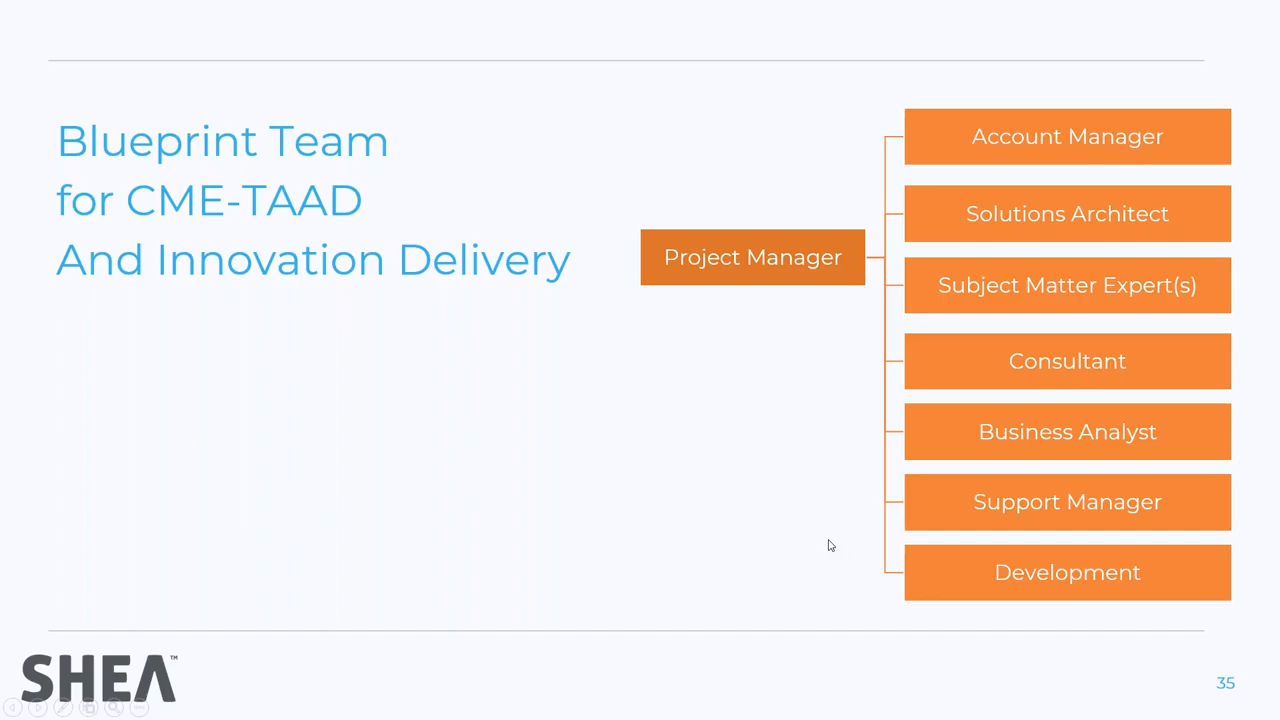 Blueprint Team
for CME-TAAD
And Innovation Delivery
Project Manager
Account Manager
Solutions Architect
Subject Matter Expert(s)
Consultant
Business Analyst
Support Manager
Development
SHEA™
35